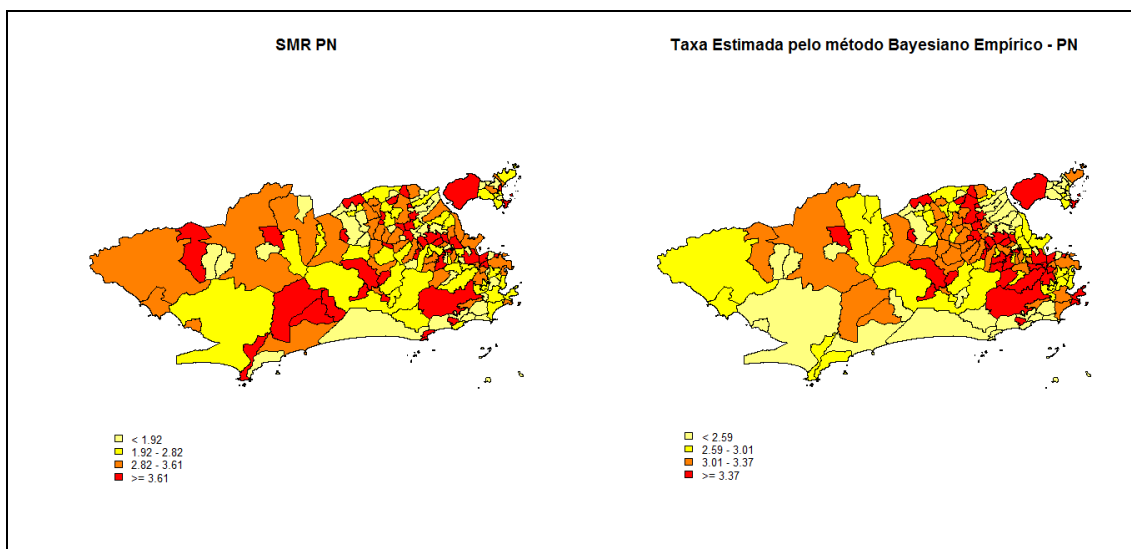 SMR PN
Taxa Estimada pelo método Bayesiano Empírico - PN
< 1.92
1.92 - 2.82
2.82 - 3.61
>= 3.61
< 2.59
2.59 - 3.01
3.01 - 3.37
>= 3.37